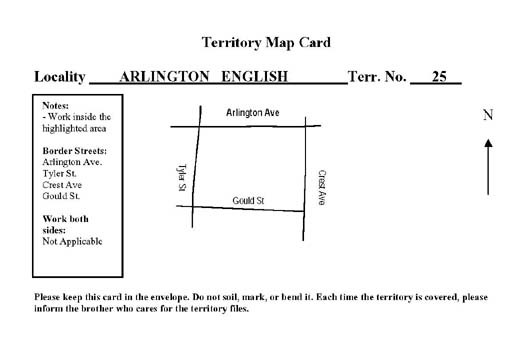 Territory Map Card
Locality ARLINGTON ENGLISH Terr. No. 25
Notes:
- Work inside the
highlighted area
Border Streets:
Arlington Ave.
Tyler St.
Crest Ave
Gould St.
Work both
sides:
Not Applicable
Arlington Ave
Tyler St
Crest Ave
Gould St
N
Please keep this card in the envelope. Do not soil, mark, or bend it. Each time the territory is covered, please
inform the brother who cares for the territory files.